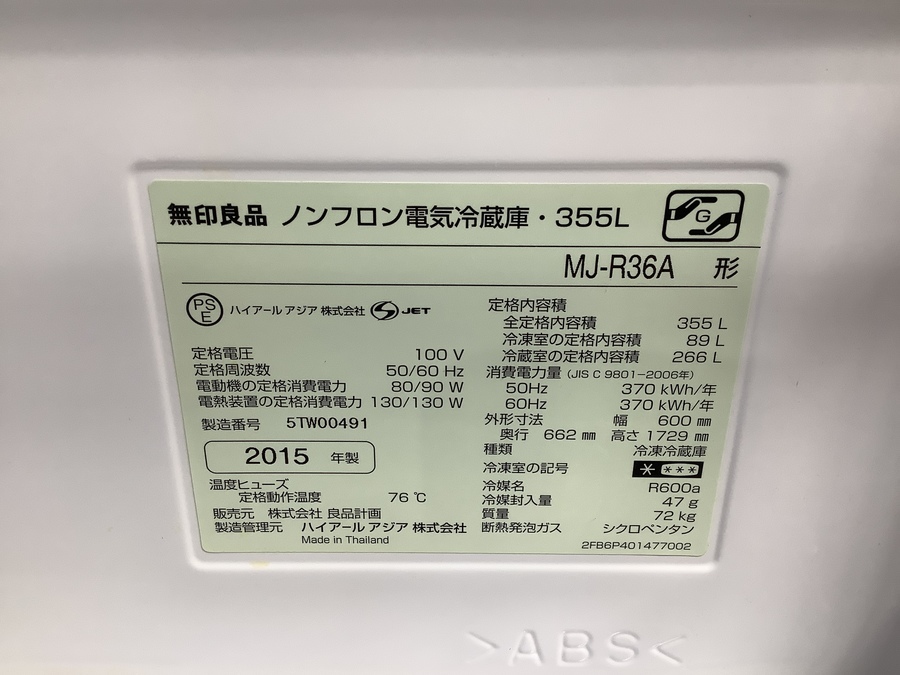 無印良品 ノンフロン電気冷蔵庫・355L
G
MJ-R36A 形
PS
E
ハイアール アジア 株式会社 JET
定格電圧 100 V
定格周波数 50/60 Hz
電動機の定格消費電力 80/90 W
電熱装置の定格消費電力 130/130 W
製造番号 5TW00491
2015 年製
温度ヒューズ
定格動作温度 76 ℃
販売元 株式会社 良品計画
製造管理元 ハイアール アジア 株式会社
Made in Thailand
定格内容積
全定格内容積 355 L
冷凍室の定格内容積 89 L
冷蔵室の定格内容積 266 L
消費電力量 (JIS C 9801-2006年)
50Hz 370 kWh/年
60Hz 370 kWh/年
外形寸法 幅 600 ㎜
奥行 662 ㎜ 高さ 1729 ㎜
種類 冷凍冷蔵庫
冷凍室の記号 * ***
冷媒名 R600a
冷媒封入量 47 g
質量 72 kg
断熱発泡ガス シクロペンタン
2FB6P401477002
>ABS<